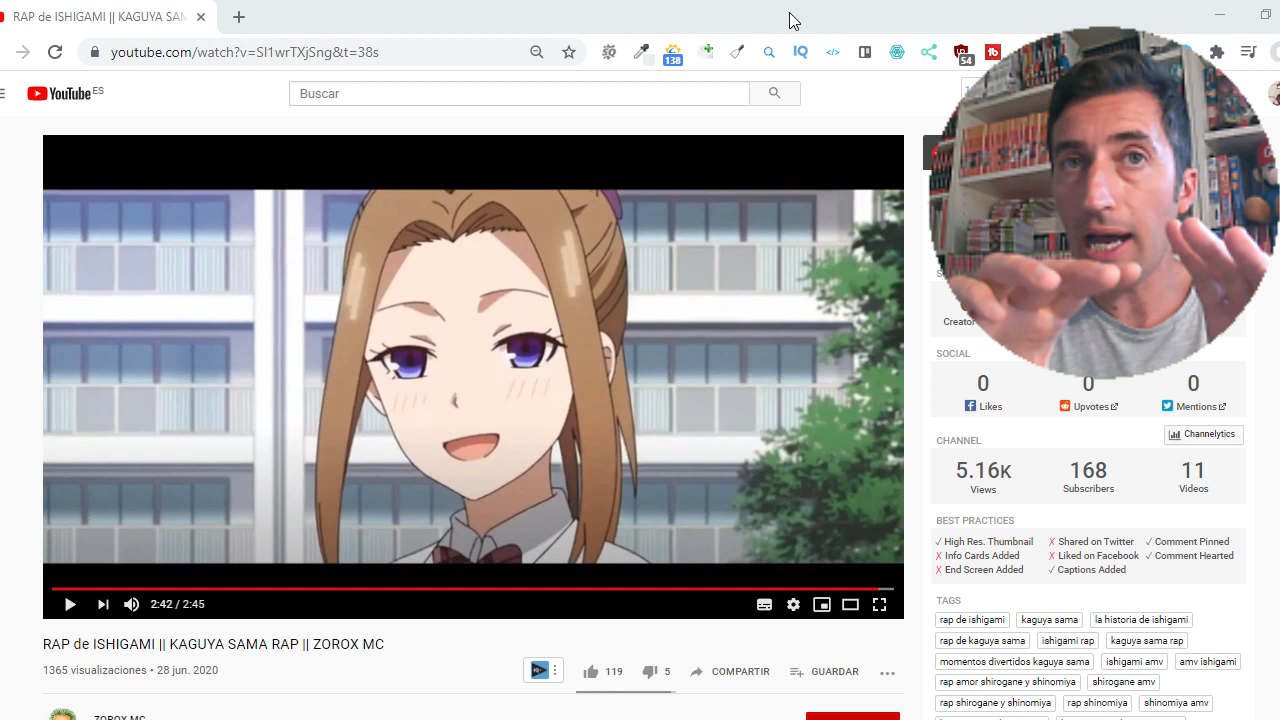 RAP de ISHIGAMI || KAGUYA SAM
youtube.com/watch?v=SI1wrTXjSng&t=38s
138
IQ
54
YouTube ES
Buscar
Creator
SOCIAL
0 0 0
Likes Upvotes Mentions
CHANNEL Channelytics
5.16K 168 11
Views Subscribers Videos
BEST PRACTICES
✓ High Res. Thumbnail ✗ Shared on Twitter ✓ Comment Pinned
✗ Info Cards Added ✗ Liked on Facebook ✓ Comment Hearted
✗ End Screen Added ✓ Captions Added
TAGS
rap de ishigami kaguya sama la historia de ishigami
rap de kaguya sama ishigami rap kaguya sama rap
momentos divertidos kaguya sama ishigami amv amv ishigami
rap amor shirogane y shinomiya shirogane amv
rap shirogane y shinomiya rap shinomiya shinomiya amv
2:42 / 2:45
RAP de ISHIGAMI || KAGUYA SAMA RAP || ZOROX MC
1365 visualizaciones • 28 jun. 2020
119 5 COMPARTIR GUARDAR
ZOROX MC